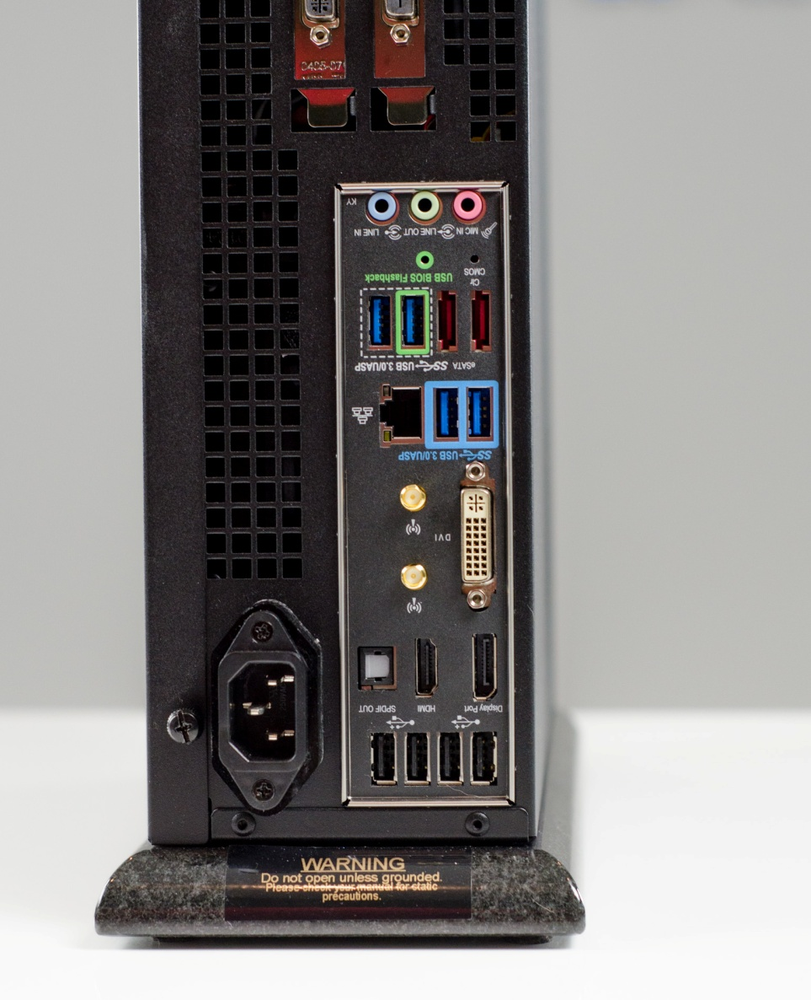 KY
LINE IN
LINE OUT
MIC IN
USB BIOS Flashback
Clr
CMOS
USB 3.0/UASP
eSATA
USB 3.0/UASP
DVI
SPDIF OUT
HDMI
Display Port
WARNING
Do not open unless grounded.
Please check your manual for static
precautions.